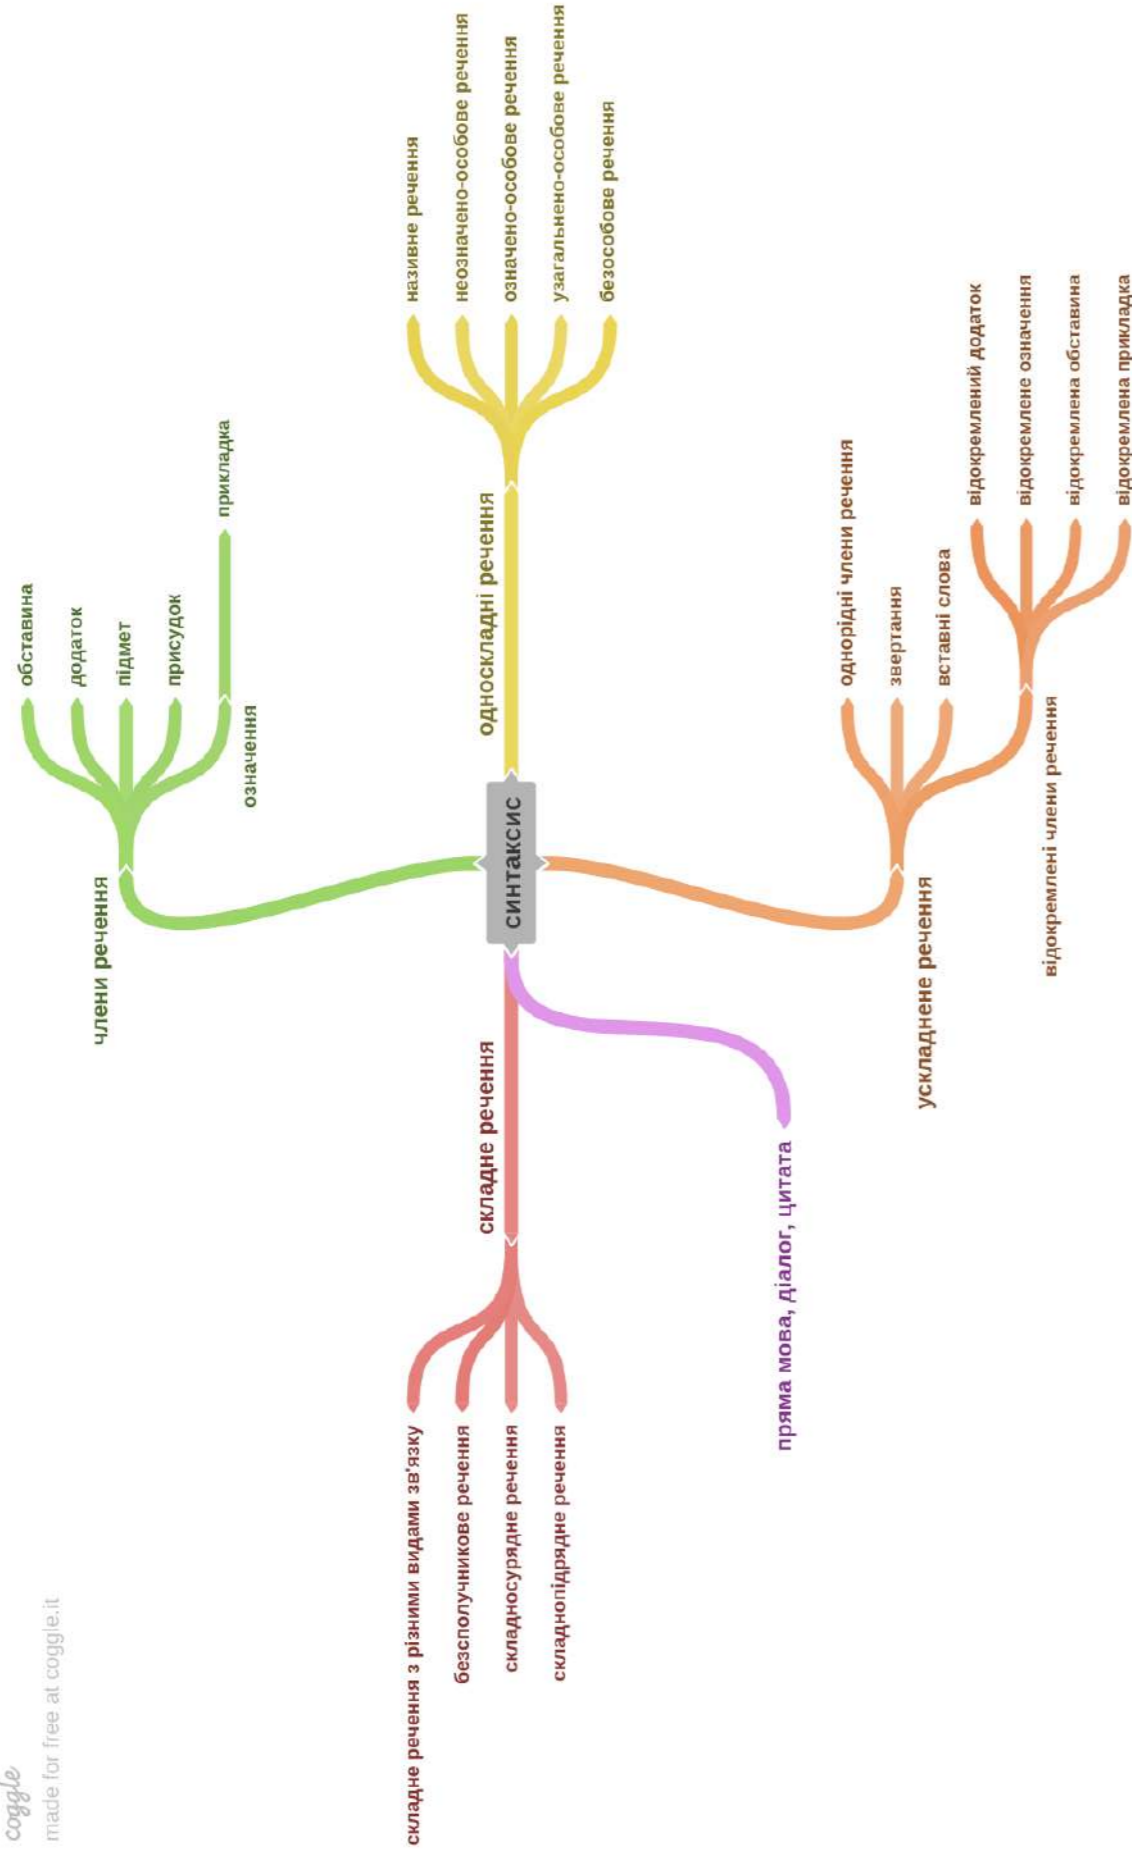 coggle
made for free at coggle.it
синтаксис
члени речення
обставина
додаток
підмет
присудок
означення
прикладка
односкладні речення
називне речення
неозначено-особове речення
означено-особове речення
узагальнено-особове речення
безособове речення
складне речення
складне речення з різними видами зв'язку
безсполучникове речення
складносурядне речення
складнопідрядне речення
пряма мова, діалог, цитата
ускладнене речення
однорідні члени речення
звертання
вставні слова
відокремлені члени речення
відокремлений додаток
відокремлене означення
відокремлена обставина
відокремлена прикладка